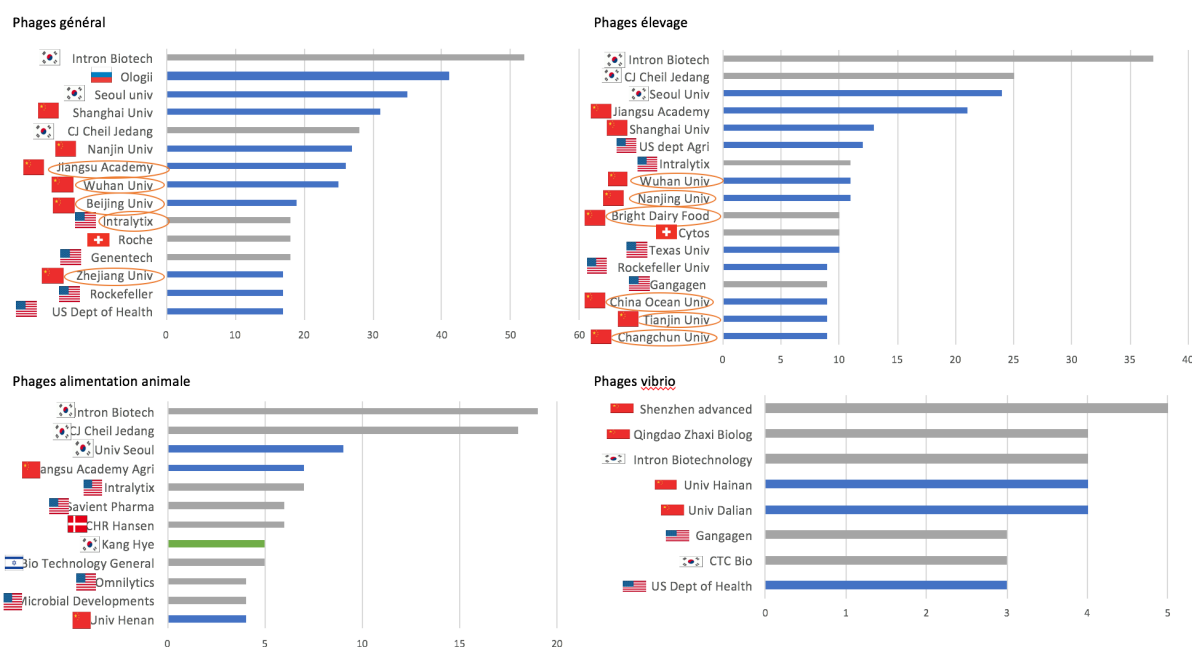 Phages général
Intron Biotech
Ologii
Seoul univ
Shanghai Univ
CJ Cheil Jedang
Nanjin Univ
Jiangsu Academy
Wuhan Univ
Beijing Univ
Intralytix
Roche
Genentech
Zhejiang Univ
Rockefeller
US Dept of Health
0 10 20 30 40 50 60
Phages élevage
Intron Biotech
CJ Cheil Jedang
Seoul Univ
Jiangsu Academy
Shanghai Univ
US dept Agri
Intralytix
Wuhan Univ
Nanjing Univ
Bright Dairy Food
Cytos
Texas Univ
Rockefeller Univ
Gangagen
China Ocean Univ
Tianjin Univ
Changchun Univ
0 5 10 15 20 25 30 35 40
Phages alimentation animale
Intron Biotech
CJ Cheil Jedang
Univ Seoul
angsu Academy Agri
Intralytix
Savient Pharma
CHR Hansen
Kang Hye
Bio Technology General
Omnilytics
Microbial Developments
Univ Henan
0 5 10 15 20
Phages vibrio
Shenzhen advanced
Qingdao Zhaxi Biolog
Intron Biotechnology
Univ Hainan
Univ Dalian
Gangagen
CTC Bio
US Dept of Health
0 1 2 3 4 5